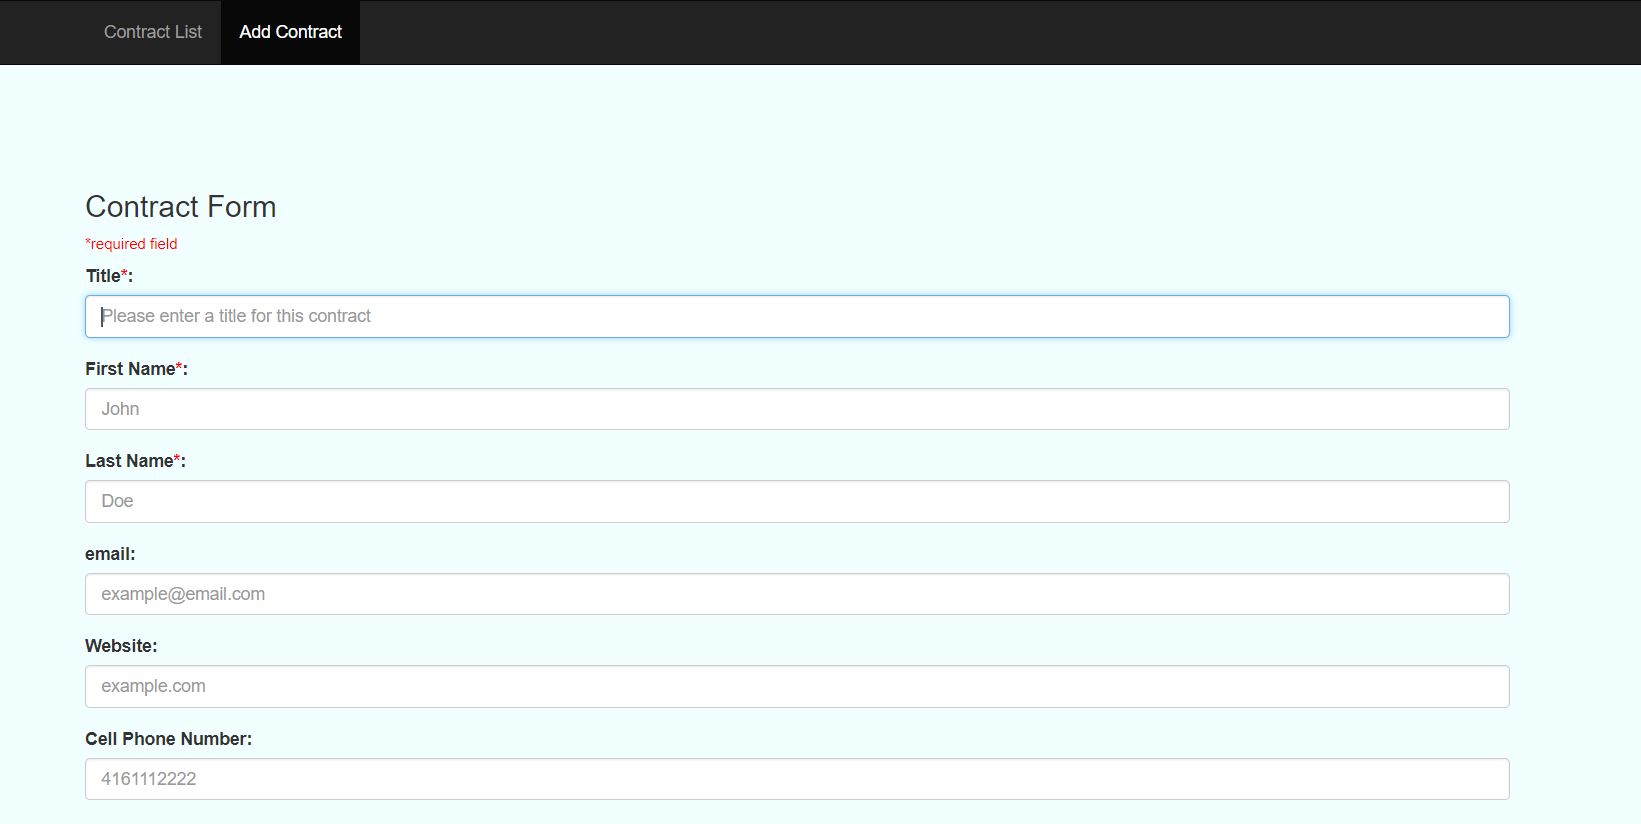 Contract List Add Contract
Contract Form
*required field
Title*:
Please enter a title for this contract
First Name*:
John
Last Name*:
Doe
email:
example@email.com
Website:
example.com
Cell Phone Number:
4161112222